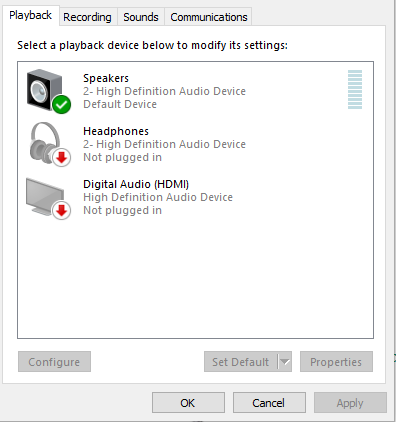 Playback Recording Sounds Communications
Select a playback device below to modify its settings:
Speakers
2- High Definition Audio Device
Default Device
Headphones
2- High Definition Audio Device
Not plugged in
Digital Audio (HDMI)
High Definition Audio Device
Not plugged in
Configure Set Default Properties
OK Cancel Apply